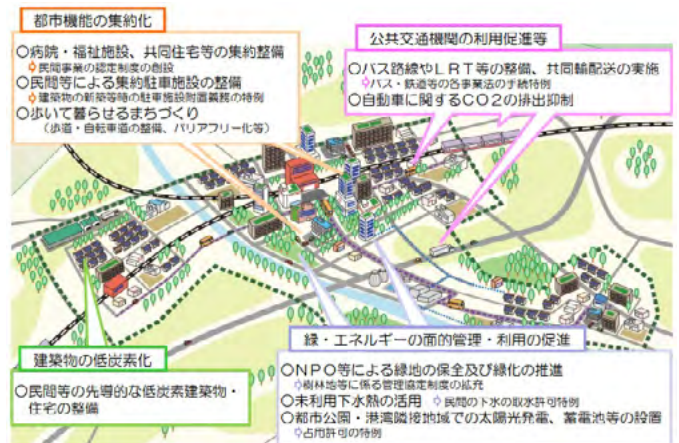 都市機能の集約化
○病院・福祉施設、共同住宅等の集約整備
⇨民間事業の認定制度の創設
○民間等による集約駐車施設の整備
⇨建築物の新築等時の駐車施設附置義務の特例
○歩いて暮らせるまちづくり
（歩道・自転車道の整備、バリアフリー化等）
公共交通機関の利用促進等
○バス路線やLRT等の整備、共同輸配送の実施
⇨バス・鉄道等の各事業法の手続特例
○自動車に関するCO2の排出抑制
建築物の低炭素化
○民間等の先導的な低炭素建築物・
住宅の整備
緑・エネルギーの面的管理・利用の促進
○NPO等による緑地の保全及び緑化の推進
⇨樹林地等に係る管理協定制度の拡充
○未利用下水熱の活用 ⇨民間の下水の取水許可特例
○都市公園・港湾隣接地域での太陽光発電、蓄電池等の設置
⇨占用許可の特例